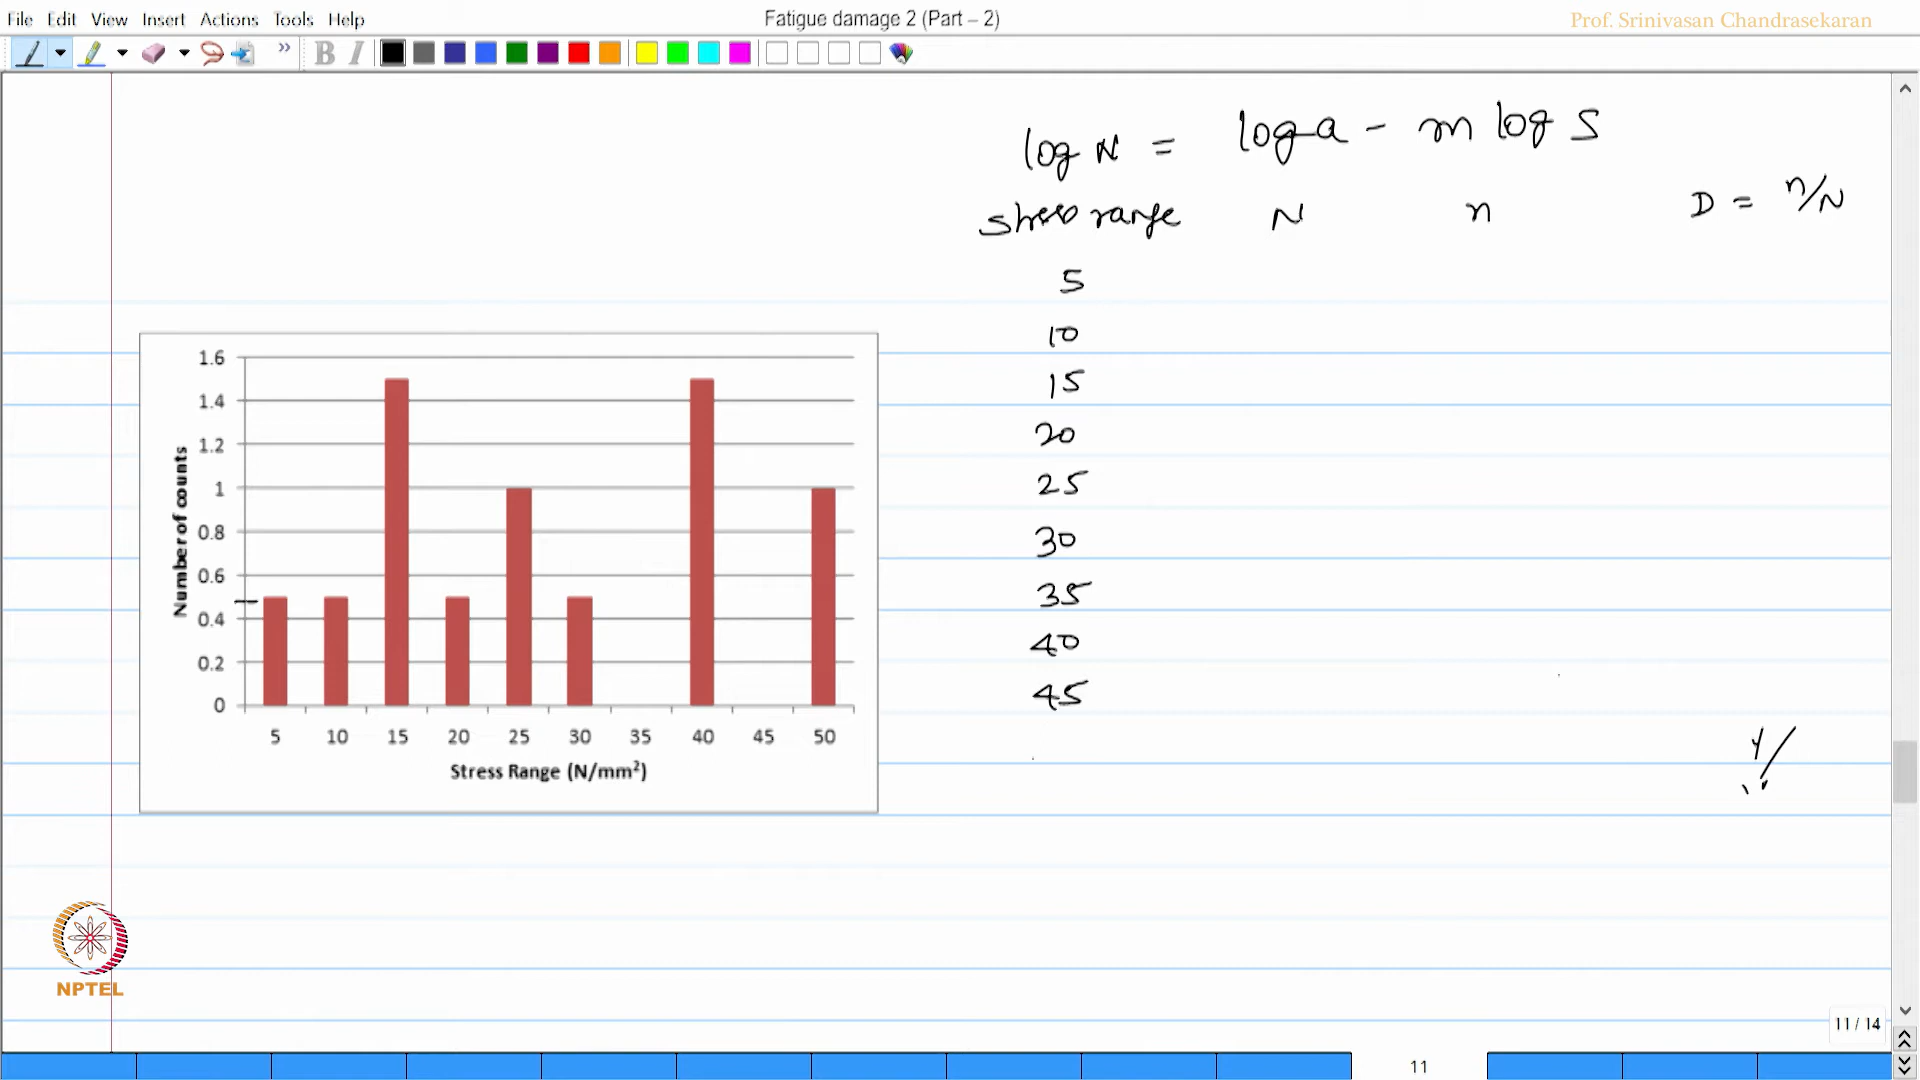 File Edit View Insert Actions Tools Help
Fatigue damage 2 (Part – 2)
Prof. Srinivasan Chandrasekaran
B I
log N = log a - m log S
stress range N n D = n/N
5
10
15
20
25
30
35
40
45
1.6
1.4
1.2
1
0.8
0.6
0.4
0.2
0
Number of counts
5 10 15 20 25 30 35 40 45 50
Stress Range (N/mm²)
NPTEL
11 / 14
11